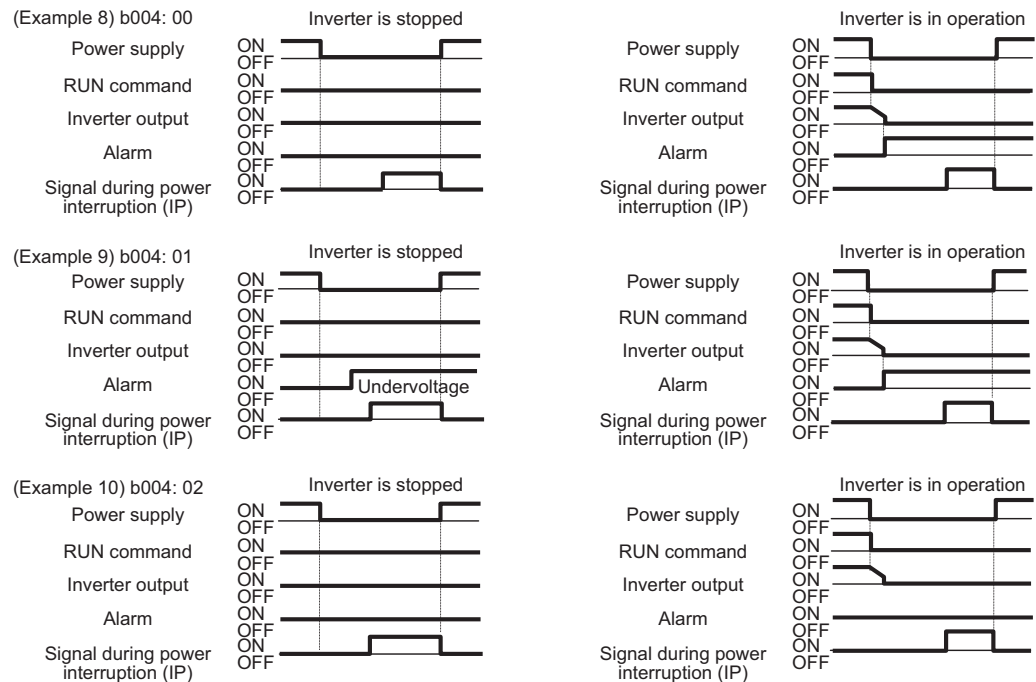 (Example 8) b004: 00
Inverter is stopped
Power supply
ON
OFF
RUN command
ON
OFF
Inverter output
ON
OFF
Alarm
ON
OFF
Signal during power
interruption (IP)
ON
OFF
Inverter is in operation
Power supply
ON
OFF
RUN command
ON
OFF
Inverter output
ON
OFF
Alarm
ON
OFF
Signal during power
interruption (IP)
ON
OFF
(Example 9) b004: 01
Inverter is stopped
Power supply
ON
OFF
RUN command
ON
OFF
Inverter output
ON
OFF
Alarm
ON
OFF
Undervoltage
Signal during power
interruption (IP)
ON
OFF
Inverter is in operation
Power supply
ON
OFF
RUN command
ON
OFF
Inverter output
ON
OFF
Alarm
ON
OFF
Signal during power
interruption (IP)
ON
OFF
(Example 10) b004: 02
Inverter is stopped
Power supply
ON
OFF
RUN command
ON
OFF
Inverter output
ON
OFF
Alarm
ON
OFF
Signal during power
interruption (IP)
ON
OFF
Inverter is in operation
Power supply
ON
OFF
RUN command
ON
OFF
Inverter output
ON
OFF
Alarm
ON
OFF
Signal during power
interruption (IP)
ON
OFF